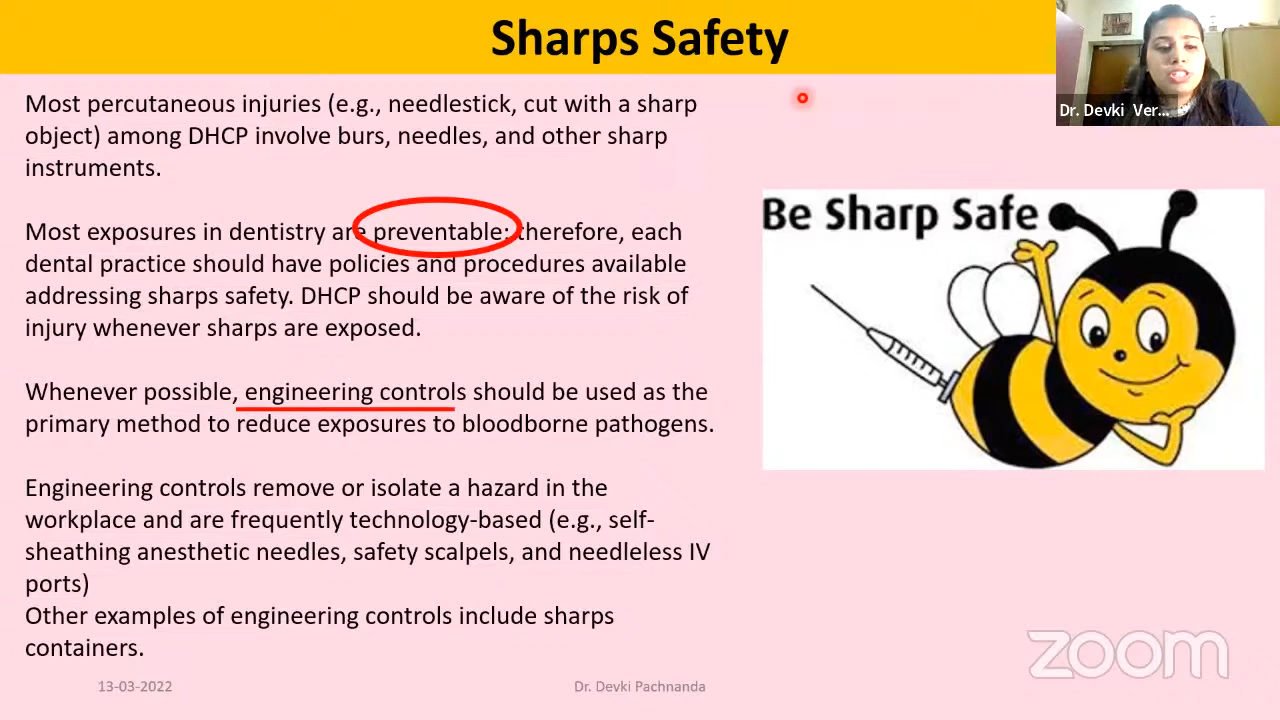 Sharps Safety
Dr. Devki Ver...
Most percutaneous injuries (e.g., needlestick, cut with a sharp
object) among DHCP involve burs, needles, and other sharp
instruments.
Most exposures in dentistry are preventable; therefore, each
dental practice should have policies and procedures available
addressing sharps safety. DHCP should be aware of the risk of
injury whenever sharps are exposed.
Whenever possible, engineering controls should be used as the
primary method to reduce exposures to bloodborne pathogens.
Engineering controls remove or isolate a hazard in the
workplace and are frequently technology-based (e.g., self-
sheathing anesthetic needles, safety scalpels, and needleless IV
ports)
Other examples of engineering controls include sharps
containers.
Be Sharp Safe
zoom
13-03-2022
Dr. Devki Pachnanda